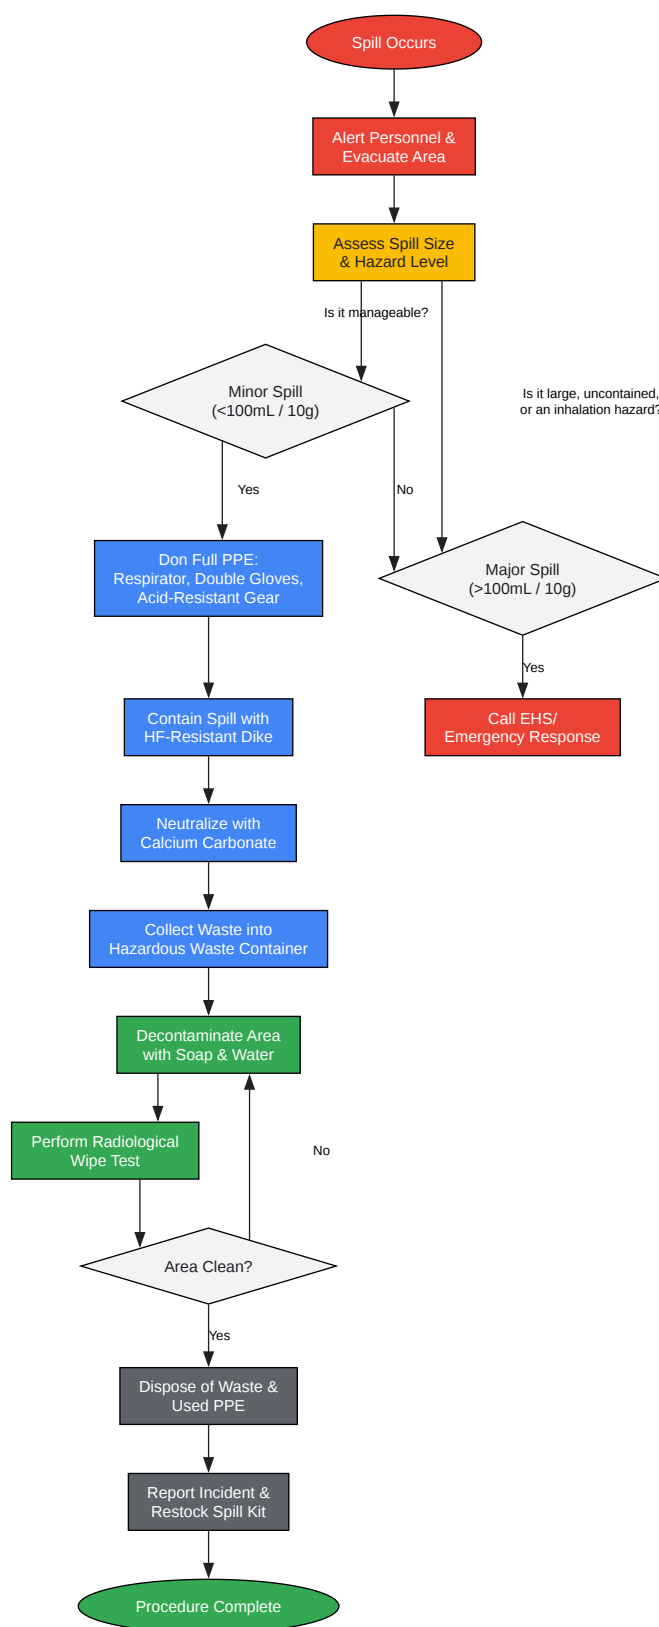 Spill Occurs
Alert Personnel &
Evacuate Area
Assess Spill Size
& Hazard Level
Is it manageable?
Is it large, uncontained,
or an inhalation hazard?
Minor Spill
(<100mL / 10g)
Yes
No
Don Full PPE:
Respirator, Double Gloves,
Acid-Resistant Gear
Major Spill
(>100mL / 10g)
Yes
Contain Spill with
HF-Resistant Dike
Call EHS/
Emergency Response
Neutralize with
Calcium Carbonate
Collect Waste into
Hazardous Waste Container
Decontaminate Area
with Soap & Water
Perform Radiological
Wipe Test
No
Area Clean?
Yes
Dispose of Waste &
Used PPE
Report Incident &
Restock Spill Kit
Procedure Complete